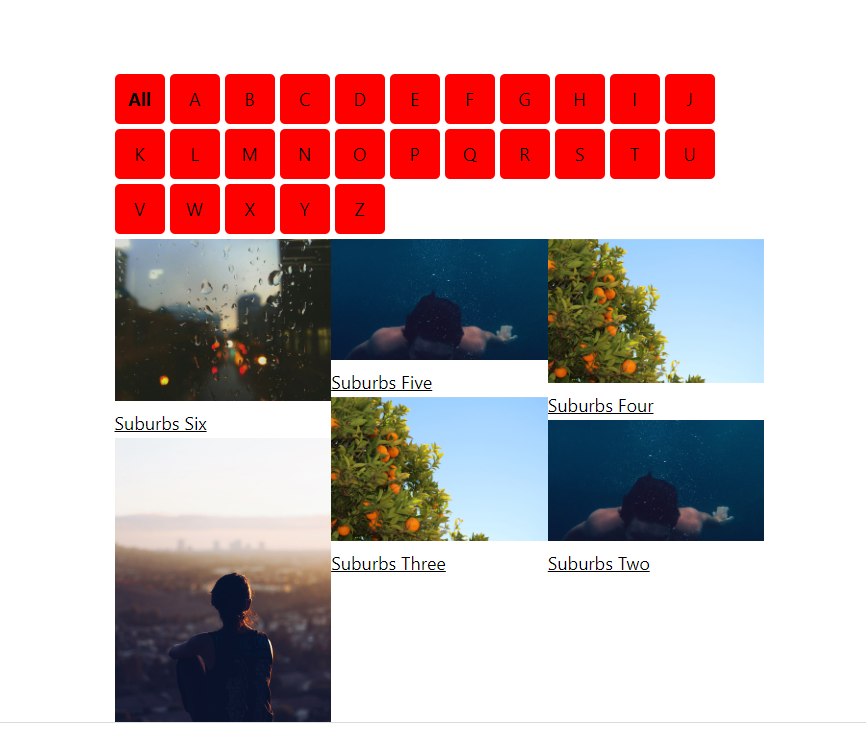 All A B C D E F G H I J
K L M N O P Q R S T U
V W X Y Z
Suburbs Six
Suburbs Five
Suburbs Four
Suburbs Three
Suburbs Two